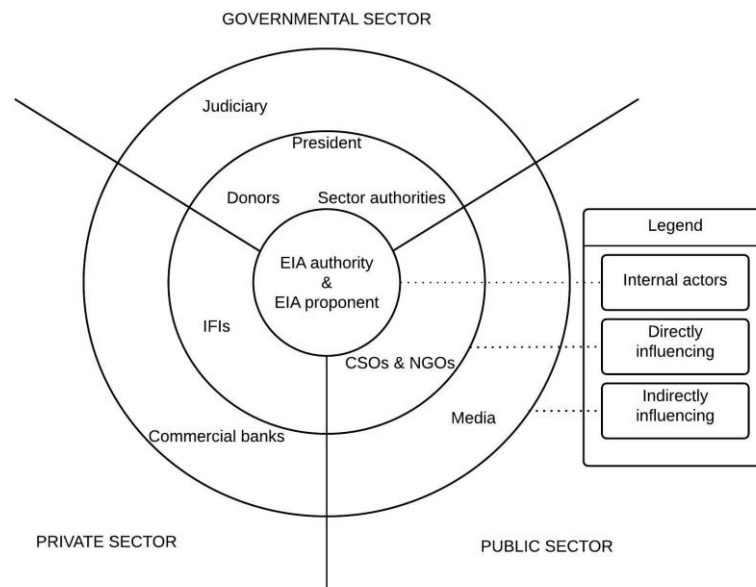 GOVERNMENTAL SECTOR
Judiciary
President
Donors
Sector authorities
EIA authority
&
EIA proponent
IFIs
CSOs & NGOs
Commercial banks
Media
PRIVATE SECTOR
PUBLIC SECTOR
Legend
Internal actors
Directly
influencing
Indirectly
influencing